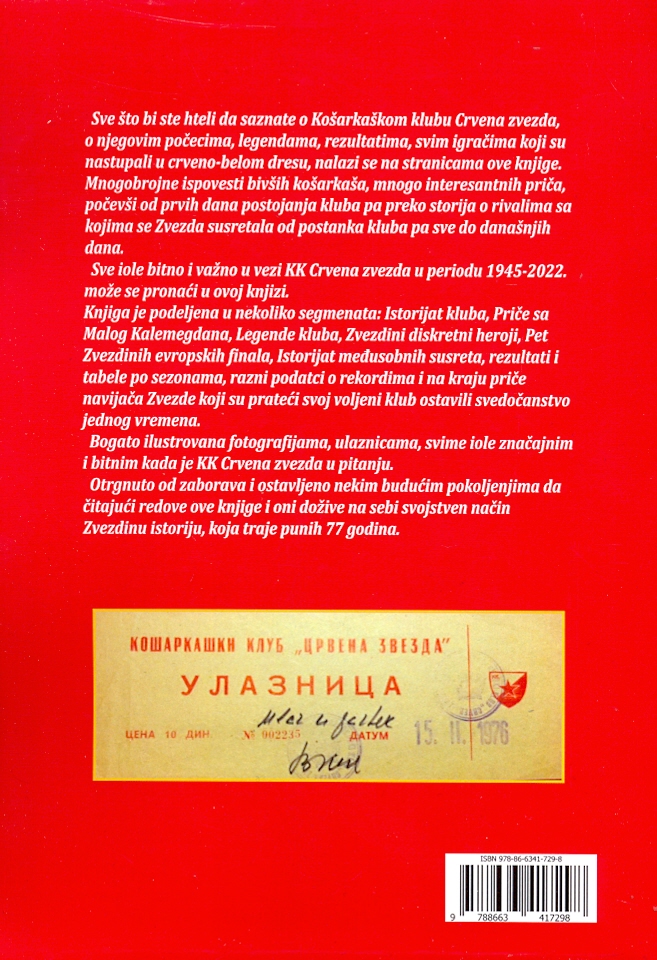 Sve što bi ste hteli da saznate o Košarkaškom klubu Crvena zvezda,
o njegovim počecima, legendama, rezultatima, svim igračima koji su
nastupali u crveno-belom dresu, nalazi se na stranicama ove knjige.
Mnogobrojne ispovesti bivših košarkaša, mnogo interesantnih priča,
počevši od prvih dana postojanja kluba pa preko storija o rivalima sa
kojima se Zvezda susretala od postanka kluba pa sve do današnjih
dana.
Sve iole bitno i važno u vezi KK Crvena zvezda u periodu 1945-2022.
može se pronaći u ovoj knjizi.
Knjiga je podeljena u nekoliko segmenata: Istorijat kluba, Priče sa
Malog Kalemegdana, Legende kluba, Zvezdini diskretni heroji, Pet
Zvezdinih evropskih finala, Istorijat međusobnih susreta, rezultati i
tabele po sezonama, razni podatci o rekordima i na kraju priče
navijača Zvezde koji su prateći svoj voljeni klub ostavili svedočanstvo
jednog vremena.
Bogato ilustrovana fotografijama, ulaznicama, svime iole značajnim
i bitnim kada je KK Crvena zvezda u pitanju.
Otrgnuto od zaborava i ostavljeno nekim budućim pokoljenjima da
čitajući redove ove knjige i oni dožive na sebi svojstven način
Zvezdinu istoriju, koja traje punih 77 godina.
КОШАРКАШКИ КЛУБ „ЦРВЕНА ЗВЕЗДА"
УЛАЗНИЦА
ЦЕНА 10 ДИН. № 002235 ДАТУМ 15. II. 1976
ISBN 978-86-6341-729-8
9 788663 417298